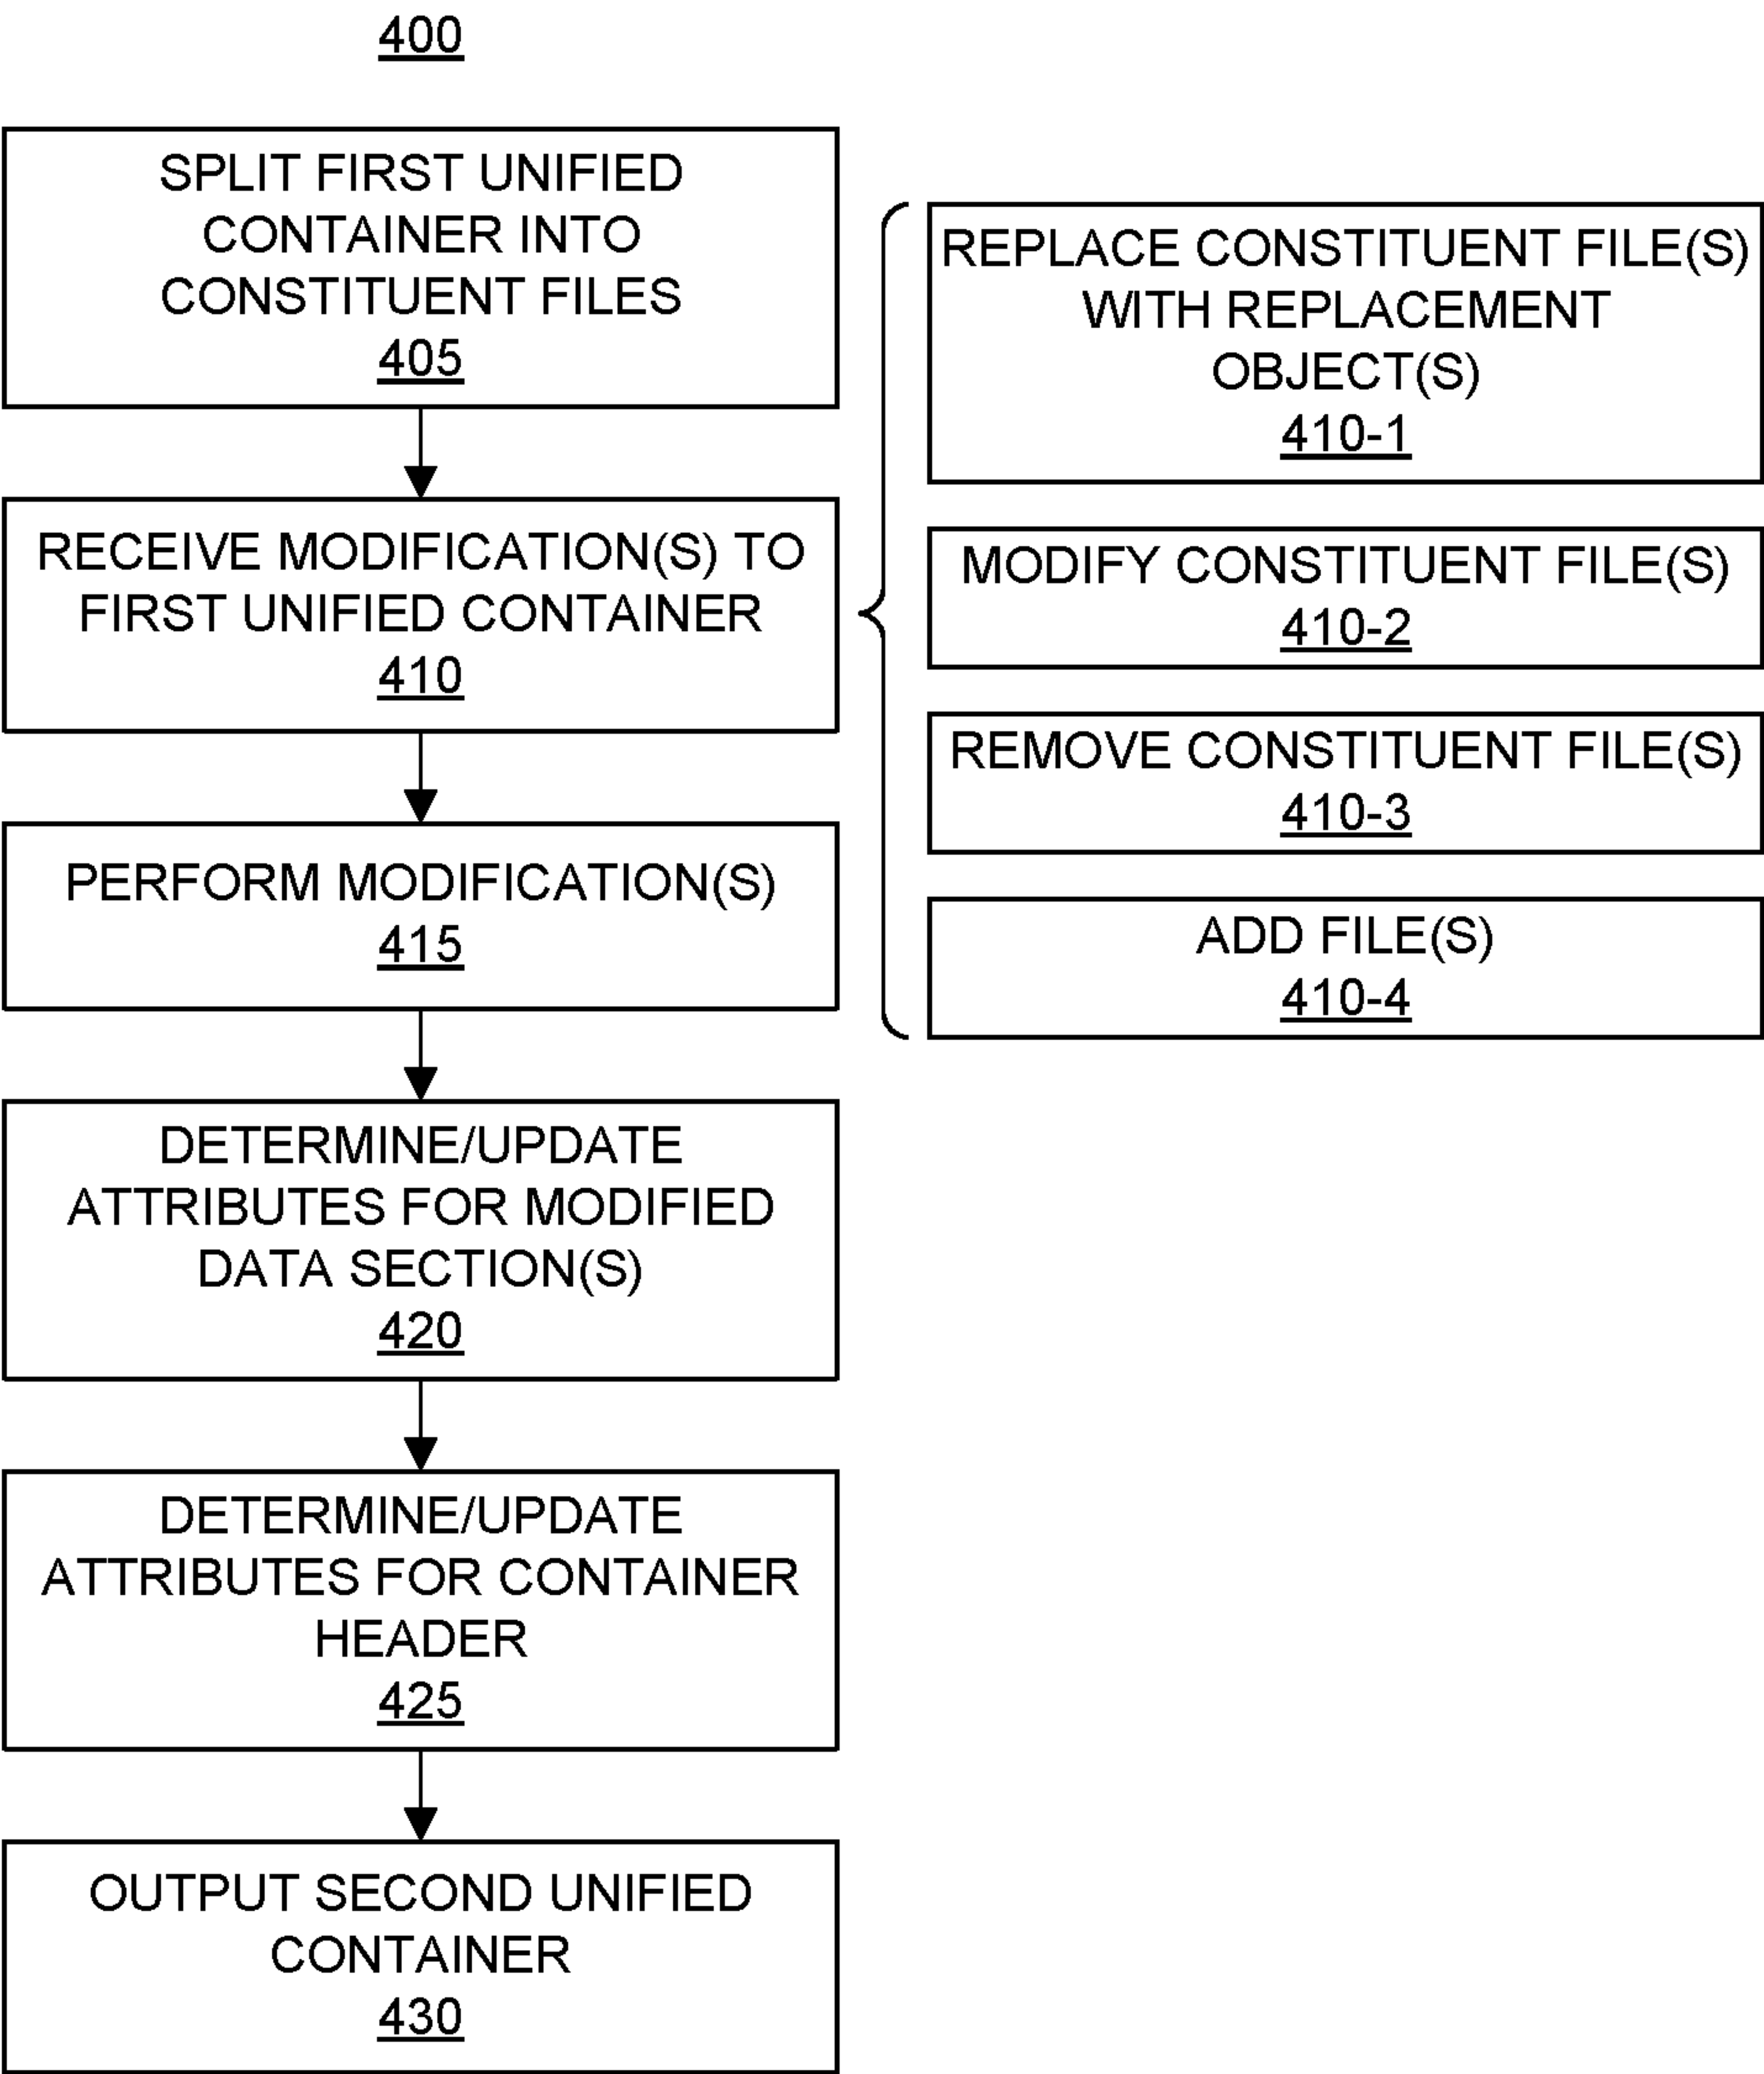 400
SPLIT FIRST UNIFIED
CONTAINER INTO
CONSTITUENT FILES
405
RECEIVE MODIFICATION(S) TO
FIRST UNIFIED CONTAINER
410
REPLACE CONSTITUENT FILE(S)
WITH REPLACEMENT
OBJECT(S)
410-1
MODIFY CONSTITUENT FILE(S)
410-2
REMOVE CONSTITUENT FILE(S)
410-3
ADD FILE(S)
410-4
PERFORM MODIFICATION(S)
415
DETERMINE/UPDATE
ATTRIBUTES FOR MODIFIED
DATA SECTION(S)
420
DETERMINE/UPDATE
ATTRIBUTES FOR CONTAINER
HEADER
425
OUTPUT SECOND UNIFIED
CONTAINER
430